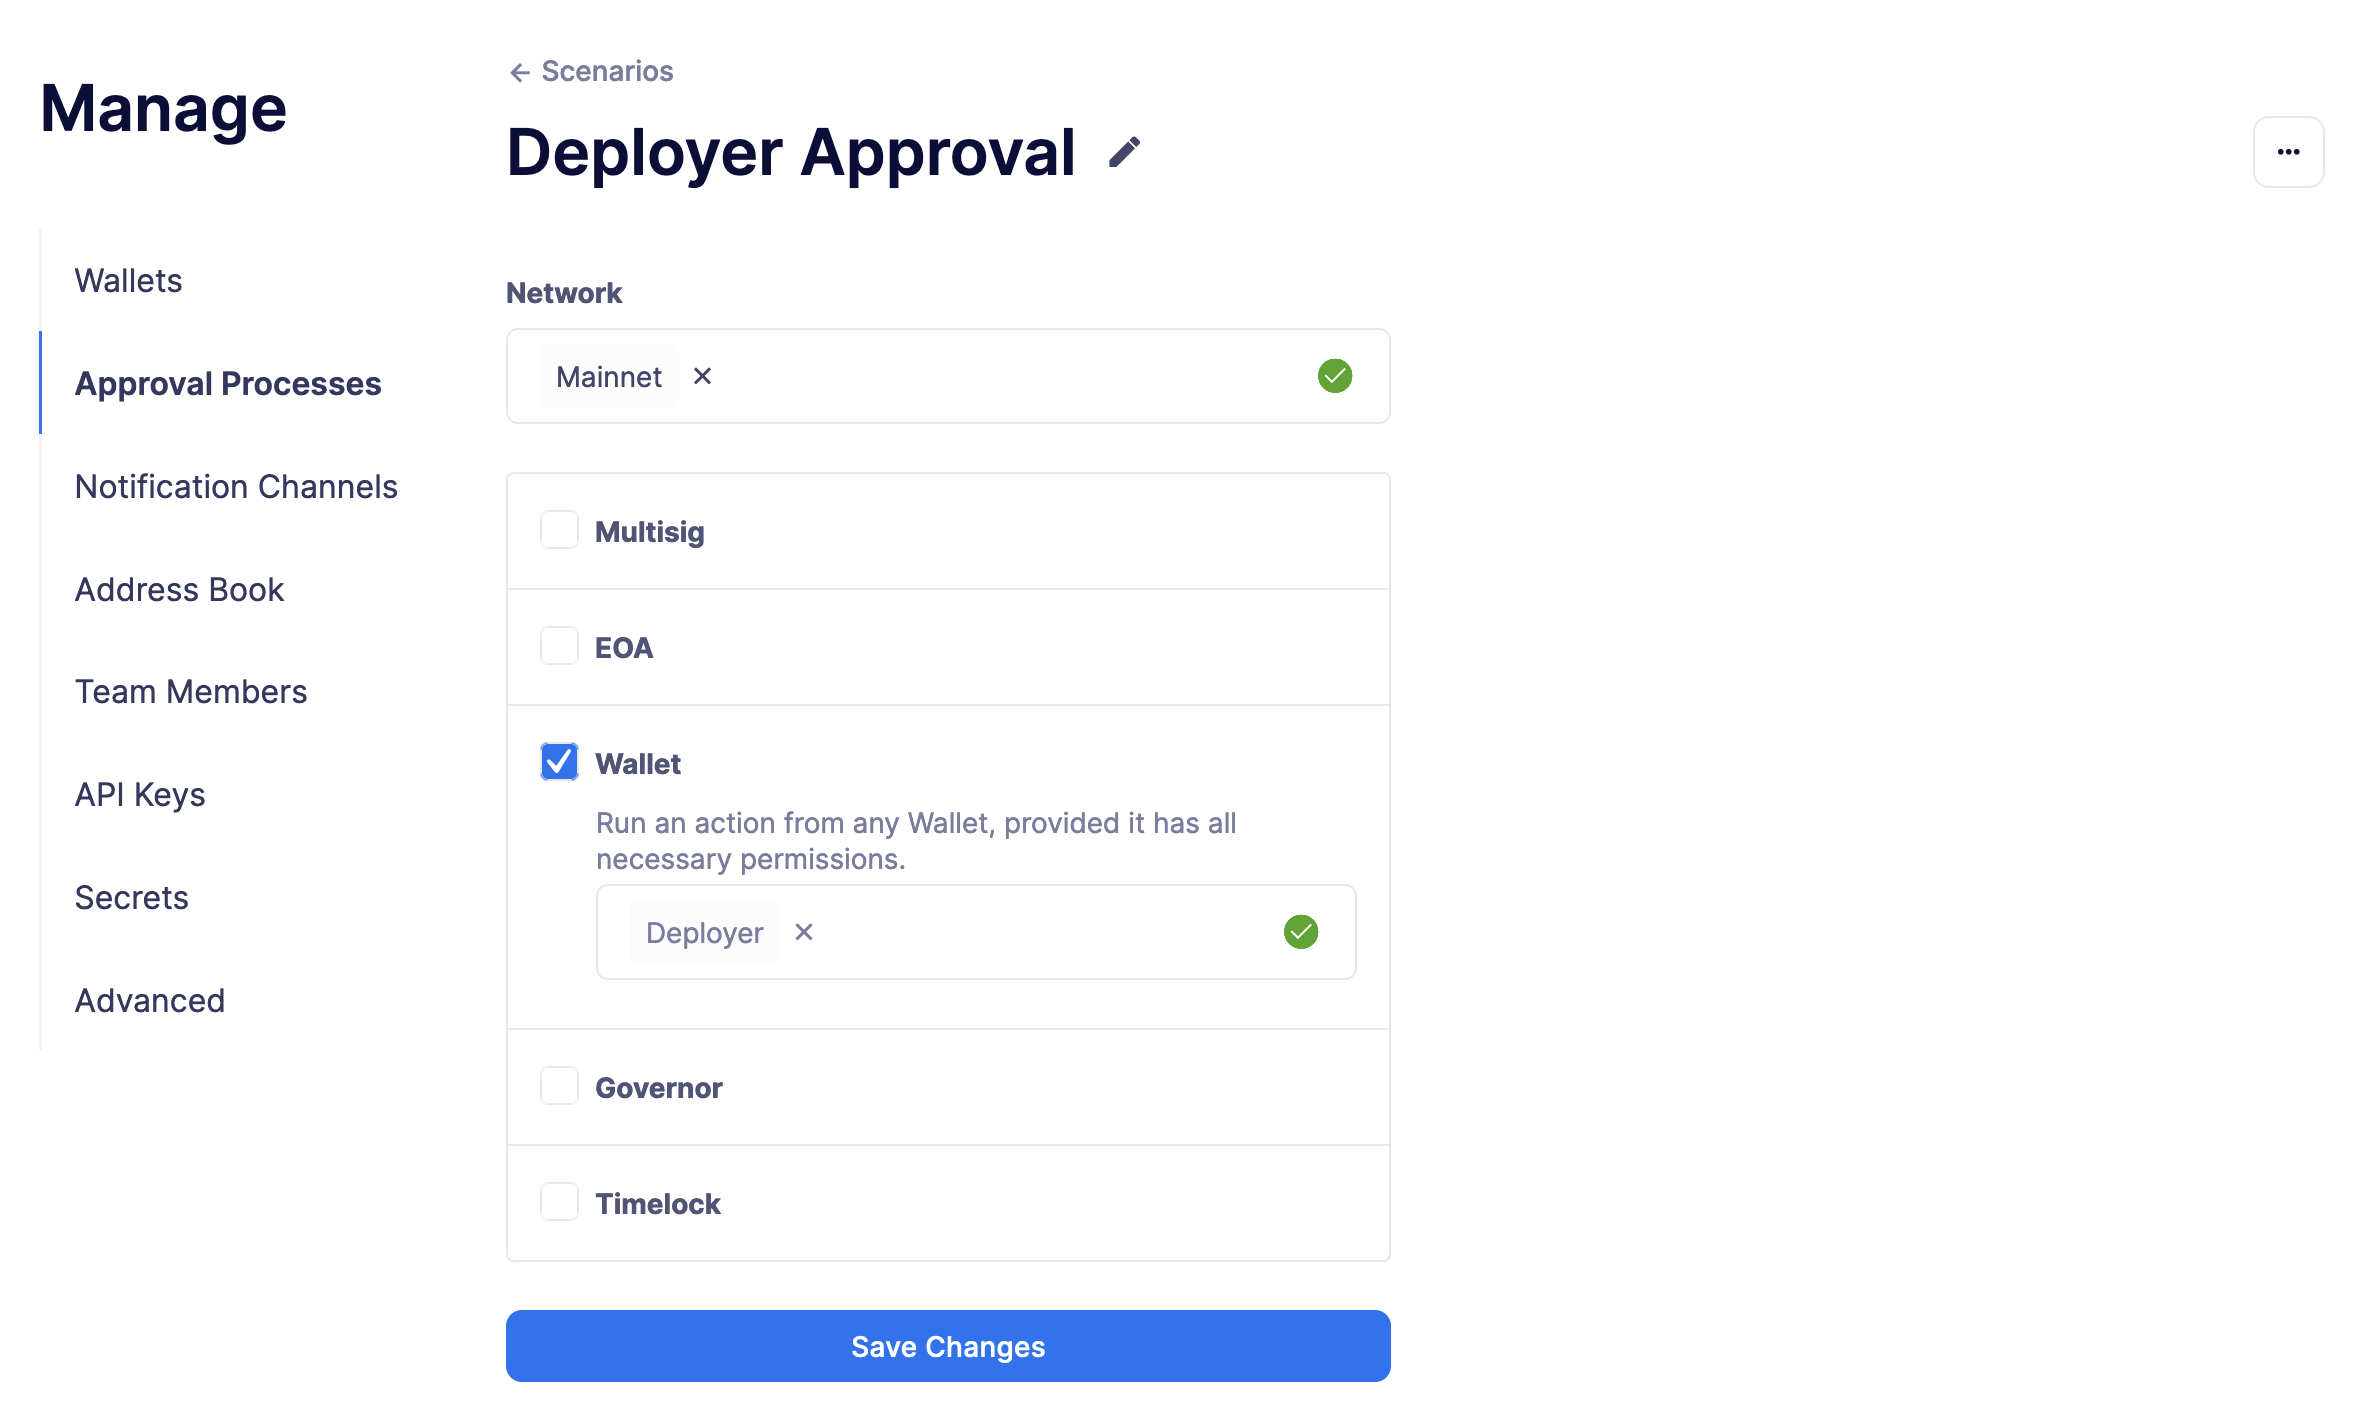 Manage
Wallets
Approval Processes
Notification Channels
Address Book
Team Members
API Keys
Secrets
Advanced
← Scenarios
Deployer Approval
Network
Mainnet ×
Multisig
EOA
Wallet
Run an action from any Wallet, provided it has all
necessary permissions.
Deployer ×
Governor
Timelock
Save Changes